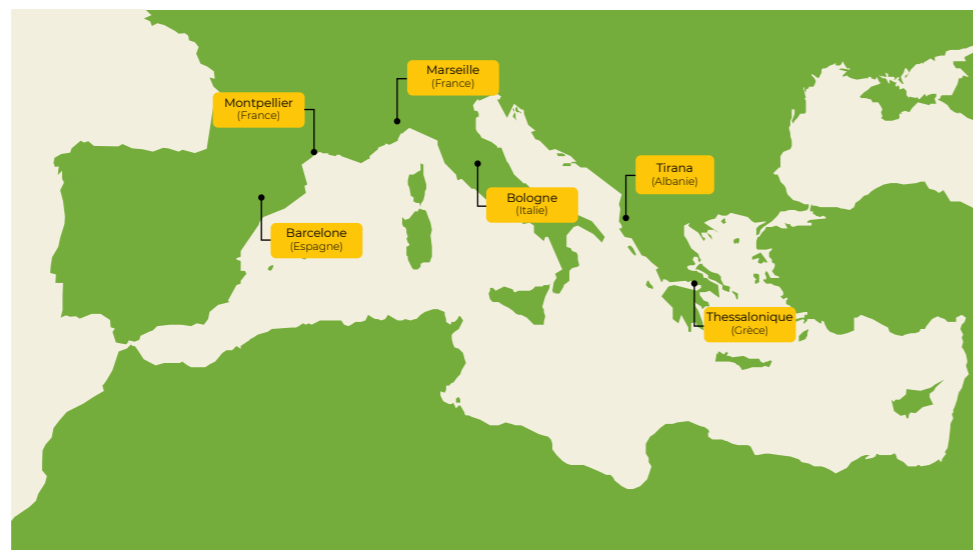 Marseille
(France)
Montpellier
(France)
Tirana
(Albanie)
Bologne
(Italie)
Barcelone
(Espagne)
Thessalonique
(Grèce)